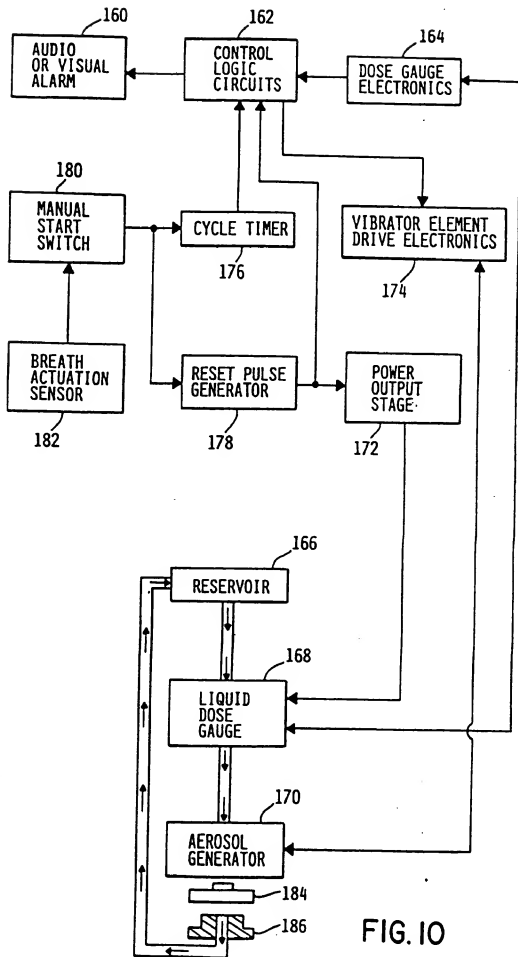 160
AUDIO
OR VISUAL
ALARM
162
CONTROL
LOGIC
CIRCUITS
164
DOSE GAUGE
ELECTRONICS
180
MANUAL
START
SWITCH
CYCLE TIMER
176
VIBRATOR ELEMENT
DRIVE ELECTRONICS
174
BREATH
ACTUATION
SENSOR
182
RESET PULSE
GENERATOR
178
POWER
OUTPUT
STAGE
172
166
RESERVOIR
168
LIQUID
DOSE
GAUGE
170
AEROSOL
GENERATOR
184
186
FIG.10